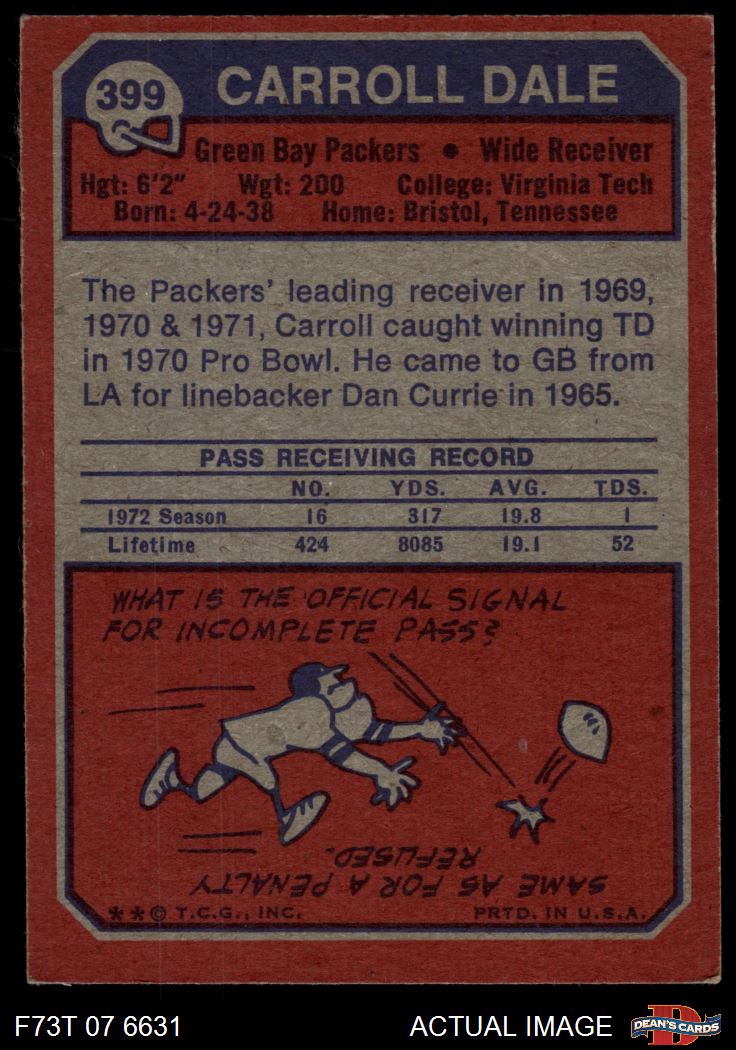 399
CARROLL DALE
Green Bay Packers • Wide Receiver
Hgt: 6'2" Wgt: 200 College: Virginia Tech
Born: 4-24-38 Home: Bristol, Tennessee
The Packers' leading receiver in 1969,
1970 & 1971, Carroll caught winning TD
in 1970 Pro Bowl. He came to GB from
LA for linebacker Dan Currie in 1965.
PASS RECEIVING RECORD
NO. YDS. AVG. TDS.
1972 Season 16 317 19.8 1
Lifetime 424 8085 19.1 52
WHAT IS THE OFFICIAL SIGNAL
FOR INCOMPLETE PASS?
SAME AS FOR A PENALTY
REFUSED.
**© T.C.G., INC. PRTD. IN U.S.A.
F73T 07 6631 ACTUAL IMAGE
D
DEAN'S CARDS